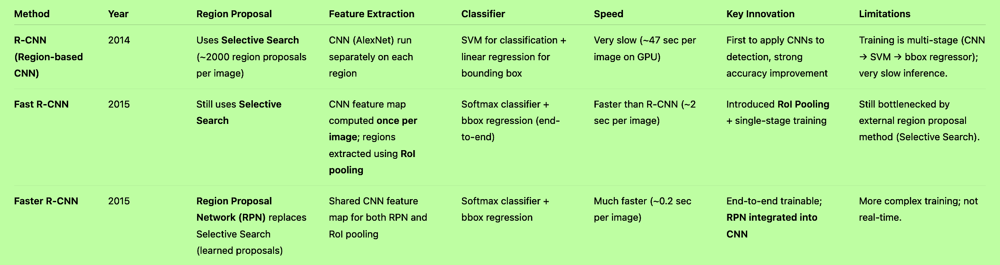 Method Year Region Proposal Feature Extraction Classifier Speed Key Innovation Limitations
R-CNN 2014 Uses Selective Search CNN (AlexNet) run SVM for classification + Very slow (~47 sec per First to apply CNNs to Training is multi-stage (CNN
(Region-based (~2000 region proposals separately on each linear regression for image on GPU) detection, strong → SVM → bbox regressor);
CNN) per image) region bounding box accuracy improvement very slow inference.
Fast R-CNN 2015 Still uses Selective CNN feature map Softmax classifier + Faster than R-CNN (~2 Introduced RoI Pooling Still bottlenecked by
Search computed once per bbox regression (end- sec per image) + single-stage training external region proposal
image; regions to-end) method (Selective Search).
extracted using RoI
pooling
Faster R-CNN 2015 Region Proposal Shared CNN feature Softmax classifier + Much faster (~0.2 sec End-to-end trainable; More complex training; not
Network (RPN) replaces map for both RPN and bbox regression per image) RPN integrated into real-time.
Selective Search RoI pooling CNN
(learned proposals)